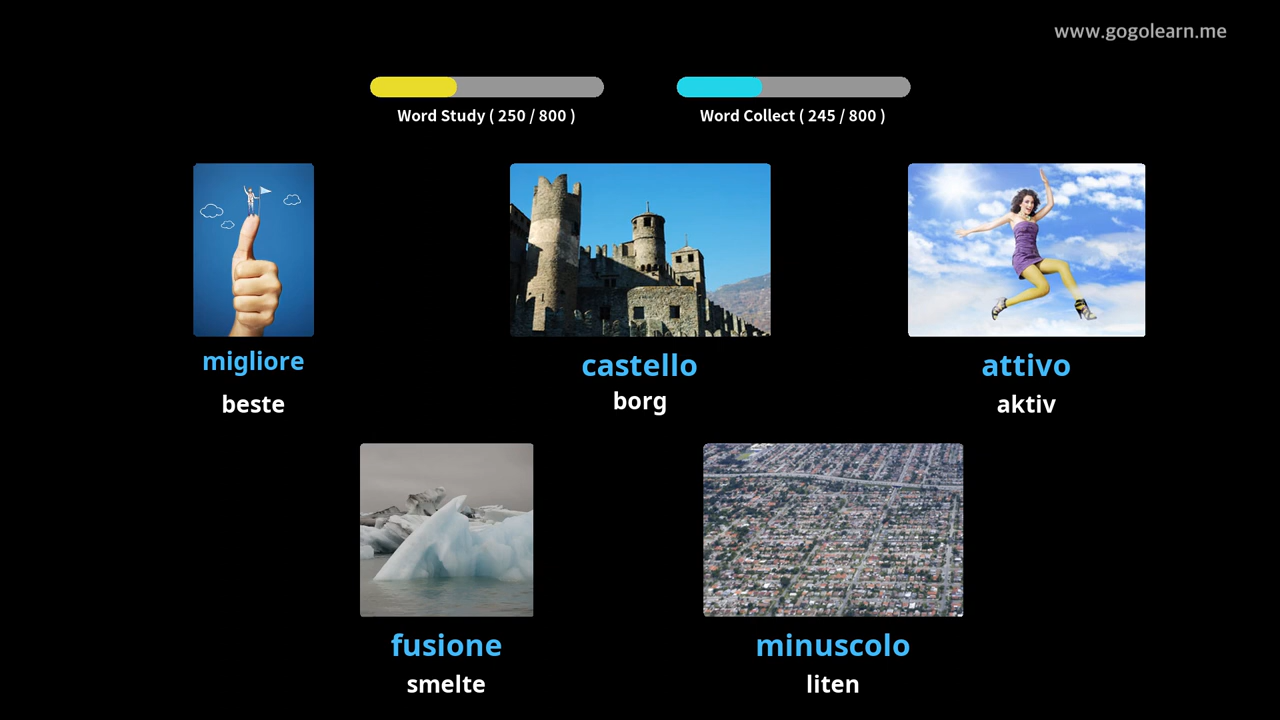 www.gogolearn.me
Word Study ( 250 / 800 )
Word Collect ( 245 / 800 )
migliore
beste
castello
borg
attivo
aktiv
fusione
smelte
minuscolo
liten